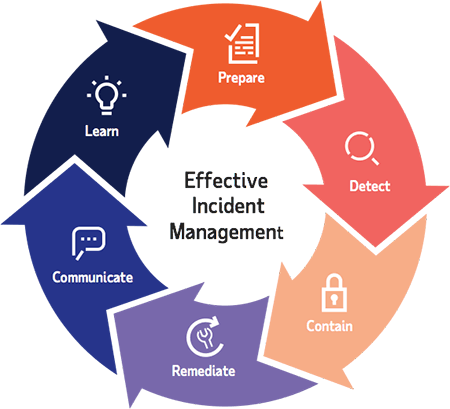 Effective
Incident
Management
Prepare
Detect
Contain
Remediate
Communicate
Learn